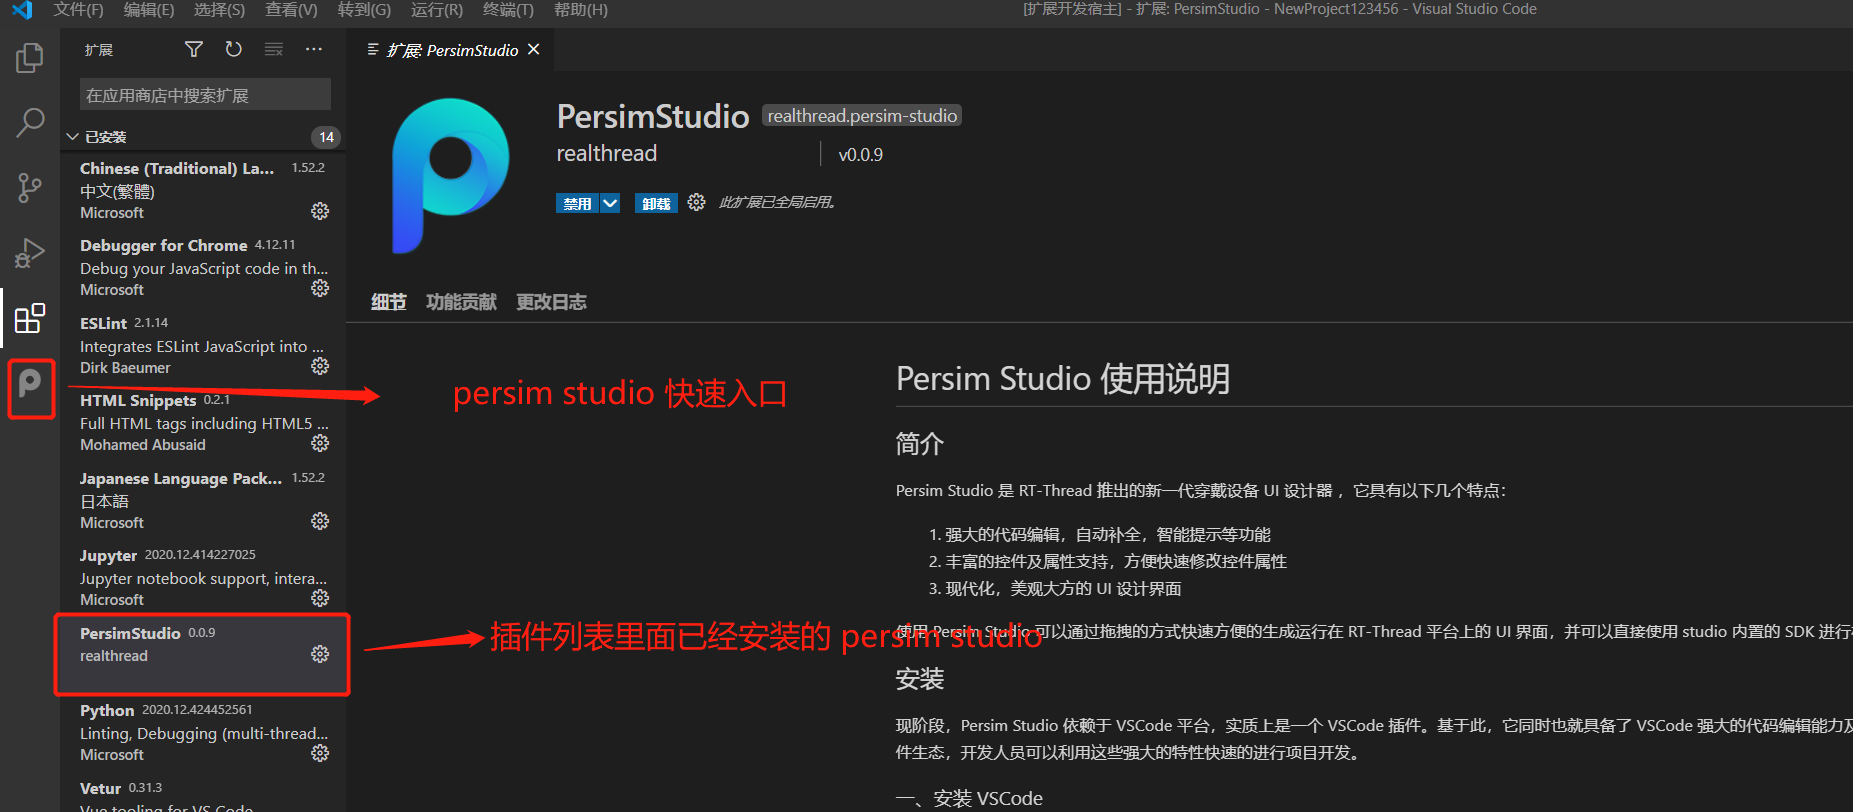 文件(F) 编辑(E) 选择(S) 查看(V) 转到(G) 运行(R) 终端(T) 帮助(H)
[扩展开发宿主] - 扩展: PersimStudio - NewProject123456 - Visual Studio Code
扩展
在应用商店中搜索扩展
已安装 14
Chinese (Traditional) La... 1.52.2
中文(繁體)
Microsoft
Debugger for Chrome 4.12.11
Debug your JavaScript code in th...
Microsoft
ESLint 2.1.14
Integrates ESLint JavaScript into ...
Dirk Baeumer
HTML Snippets 0.2.1
Full HTML tags including HTML5 ...
Mohamed Abusaid
Japanese Language Pack... 1.52.2
日本語
Microsoft
Jupyter 2020.12.414227025
Jupyter notebook support, intera...
Microsoft
PersimStudio 0.0.9
realthread
Python 2020.12.424452561
Linting, Debugging (multi-thread...
Microsoft
Vetur 0.31.3
Vue tooling for VS Code
扩展: PersimStudio
PersimStudio realthread.persim-studio
realthread v0.0.9
禁用 卸载 此扩展已全局启用。
细节 功能贡献 更改日志
persim studio 快速入口
Persim Studio 使用说明
简介
Persim Studio 是 RT-Thread 推出的新一代穿戴设备 UI 设计器 ，它具有以下几个特点：
1. 强大的代码编辑，自动补全，智能提示等功能
2. 丰富的控件及属性支持，方便快速修改控件属性
3. 现代化，美观大方的 UI 设计界面
插件列表里面已经安装的 persim studio
使用 Persim Studio 可以通过拖拽的方式快速方便的生成运行在 RT-Thread 平台上的 UI 界面，并可以直接使用 studio 内置的 SDK 进行
安装
现阶段，Persim Studio 依赖于 VSCode 平台，实质上是一个 VSCode 插件。基于此，它同时也就具备了 VSCode 强大的代码编辑能力及
件生态，开发人员可以利用这些强大的特性快速的进行项目开发。
一、安装 VSCode